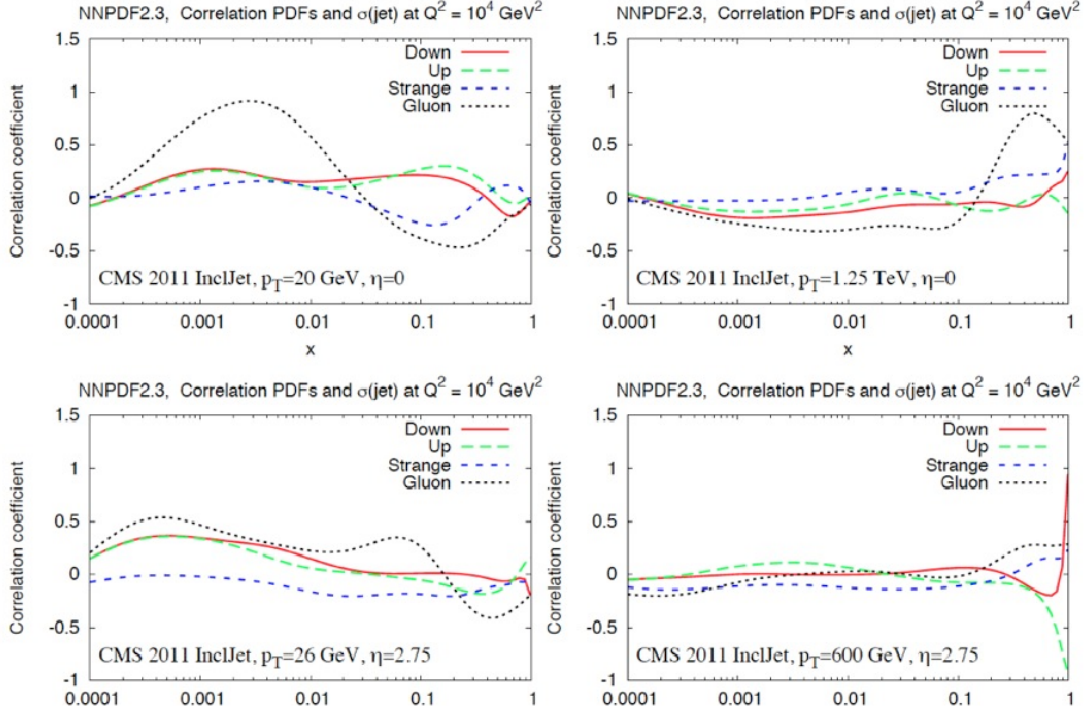 NNPDF2.3, Correlation PDFs and σ(jet) at Q² = 10⁴ GeV²
Correlation coefficient
1.5
1
0.5
0
-0.5
-1
Down
Up
Strange
Gluon
CMS 2011 InclJet, pT=20 GeV, η=0
0.0001 0.001 0.01 0.1 1
x
NNPDF2.3, Correlation PDFs and σ(jet) at Q² = 10⁴ GeV²
Correlation coefficient
1.5
1
0.5
0
-0.5
-1
Down
Up
Strange
Gluon
CMS 2011 InclJet, pT=1.25 TeV, η=0
0.0001 0.001 0.01 0.1 1
x
NNPDF2.3, Correlation PDFs and σ(jet) at Q² = 10⁴ GeV²
Correlation coefficient
1.5
1
0.5
0
-0.5
-1
Down
Up
Strange
Gluon
CMS 2011 InclJet, pT=26 GeV, η=2.75
0.0001 0.001 0.01 0.1 1
NNPDF2.3, Correlation PDFs and σ(jet) at Q² = 10⁴ GeV²
Correlation coefficient
1.5
1
0.5
0
-0.5
-1
Down
Up
Strange
Gluon
CMS 2011 InclJet, pT=600 GeV, η=2.75
0.0001 0.001 0.01 0.1 1